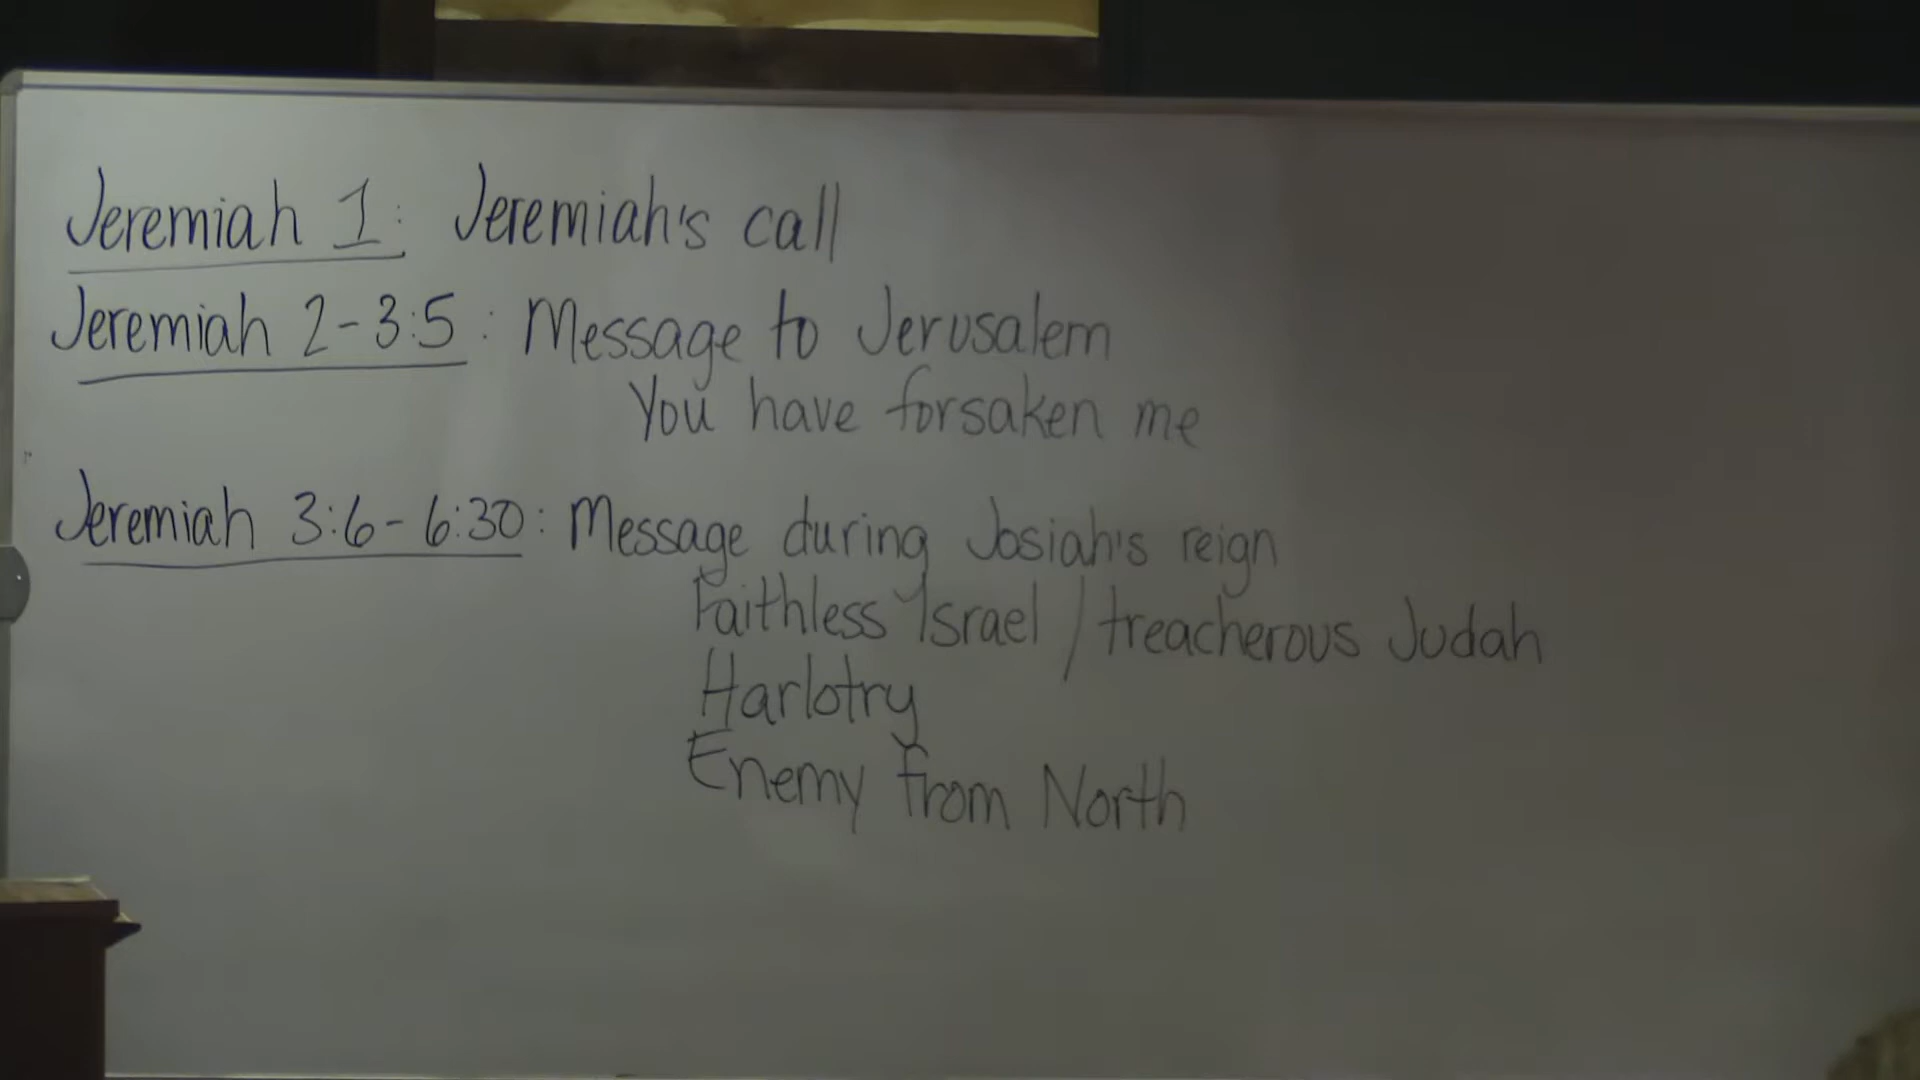 Jeremiah 1: Jeremiah's call
Jeremiah 2-3:5: Message to Jerusalem
You have forsaken me
Jeremiah 3:6-6:30: Message during Josiah's reign
Faithless Israel / treacherous Judah
Harlotry
Enemy from North